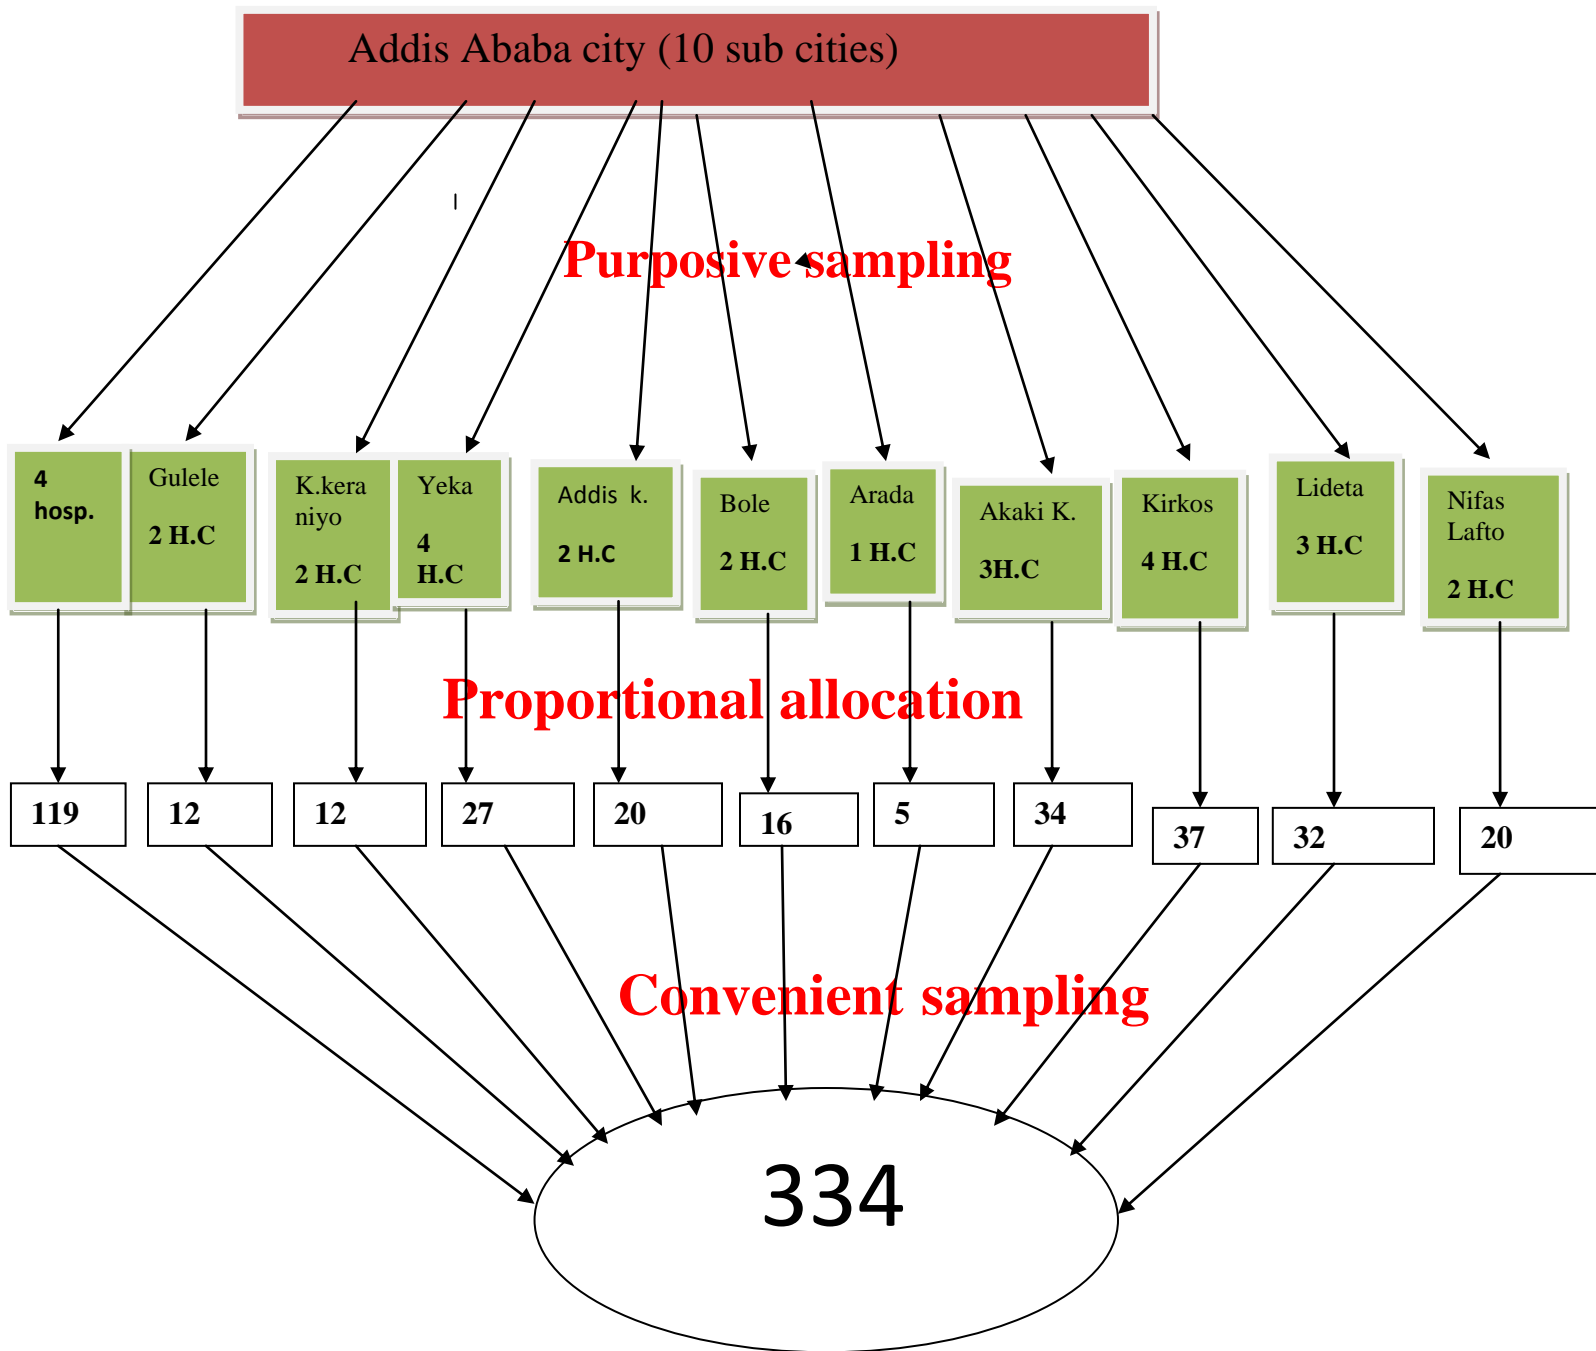 Addis Ababa city (10 sub cities)
Purposive sampling
4
hosp.
Gulele
2 H.C
K.kera
niyo
2 H.C
Yeka
4
H.C
Addis k.
2 H.C
Bole
2 H.C
Arada
1 H.C
Akaki K.
3H.C
Kirkos
4 H.C
Lideta
3 H.C
Nifas
Lafto
2 H.C
Proportional allocation
119
12
12
27
20
16
5
34
37
32
20
Convenient sampling
334